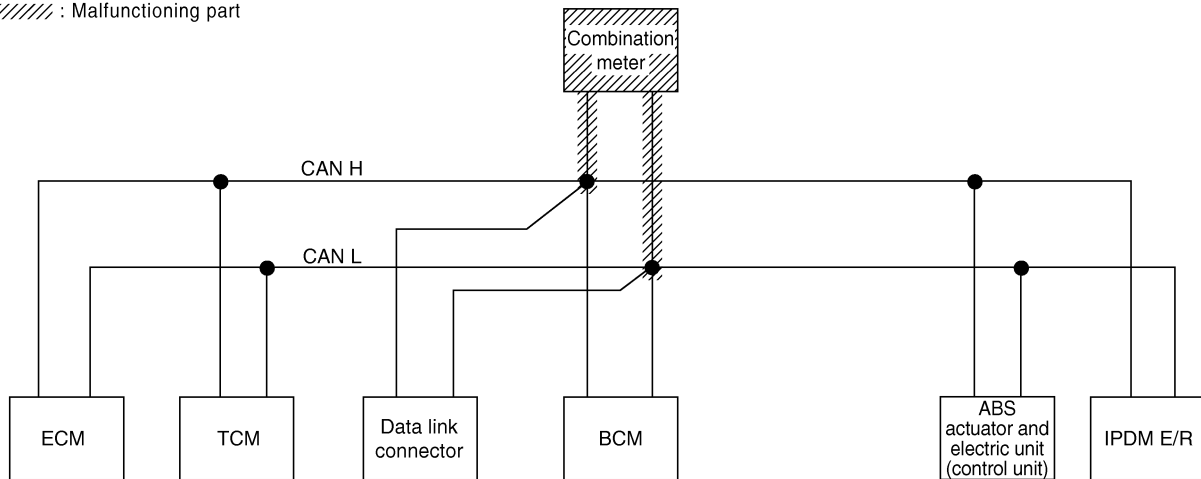 : Malfunctioning part
Combination
meter
CAN H
CAN L
ECM
TCM
Data link
connector
BCM
ABS
actuator and
electric unit
(control unit)
IPDM E/R